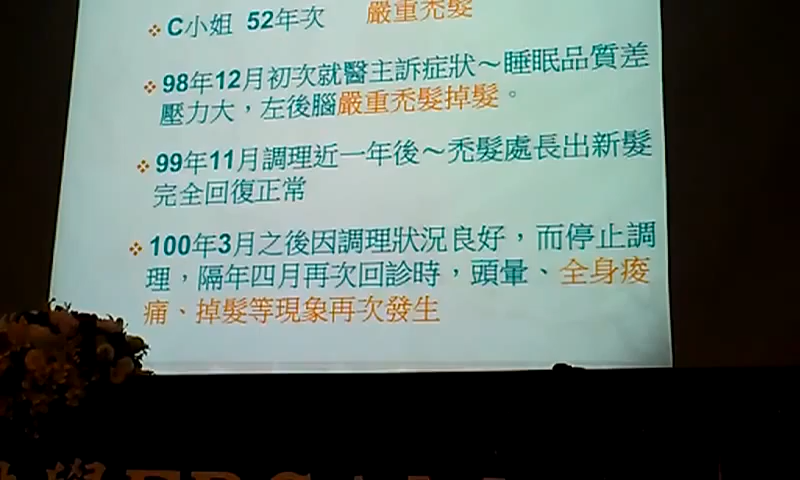 C小姐 52年次 嚴重禿髮
98年12月初次就醫主訴症狀～睡眠品質差
壓力大，左後腦嚴重禿髮掉髮。
99年11月調理近一年後～禿髮處長出新髮
完全回復正常
100年3月之後因調理狀況良好，而停止調
理，隔年四月再次回診時，頭暈、全身痠
痛、掉髮等現象再次發生